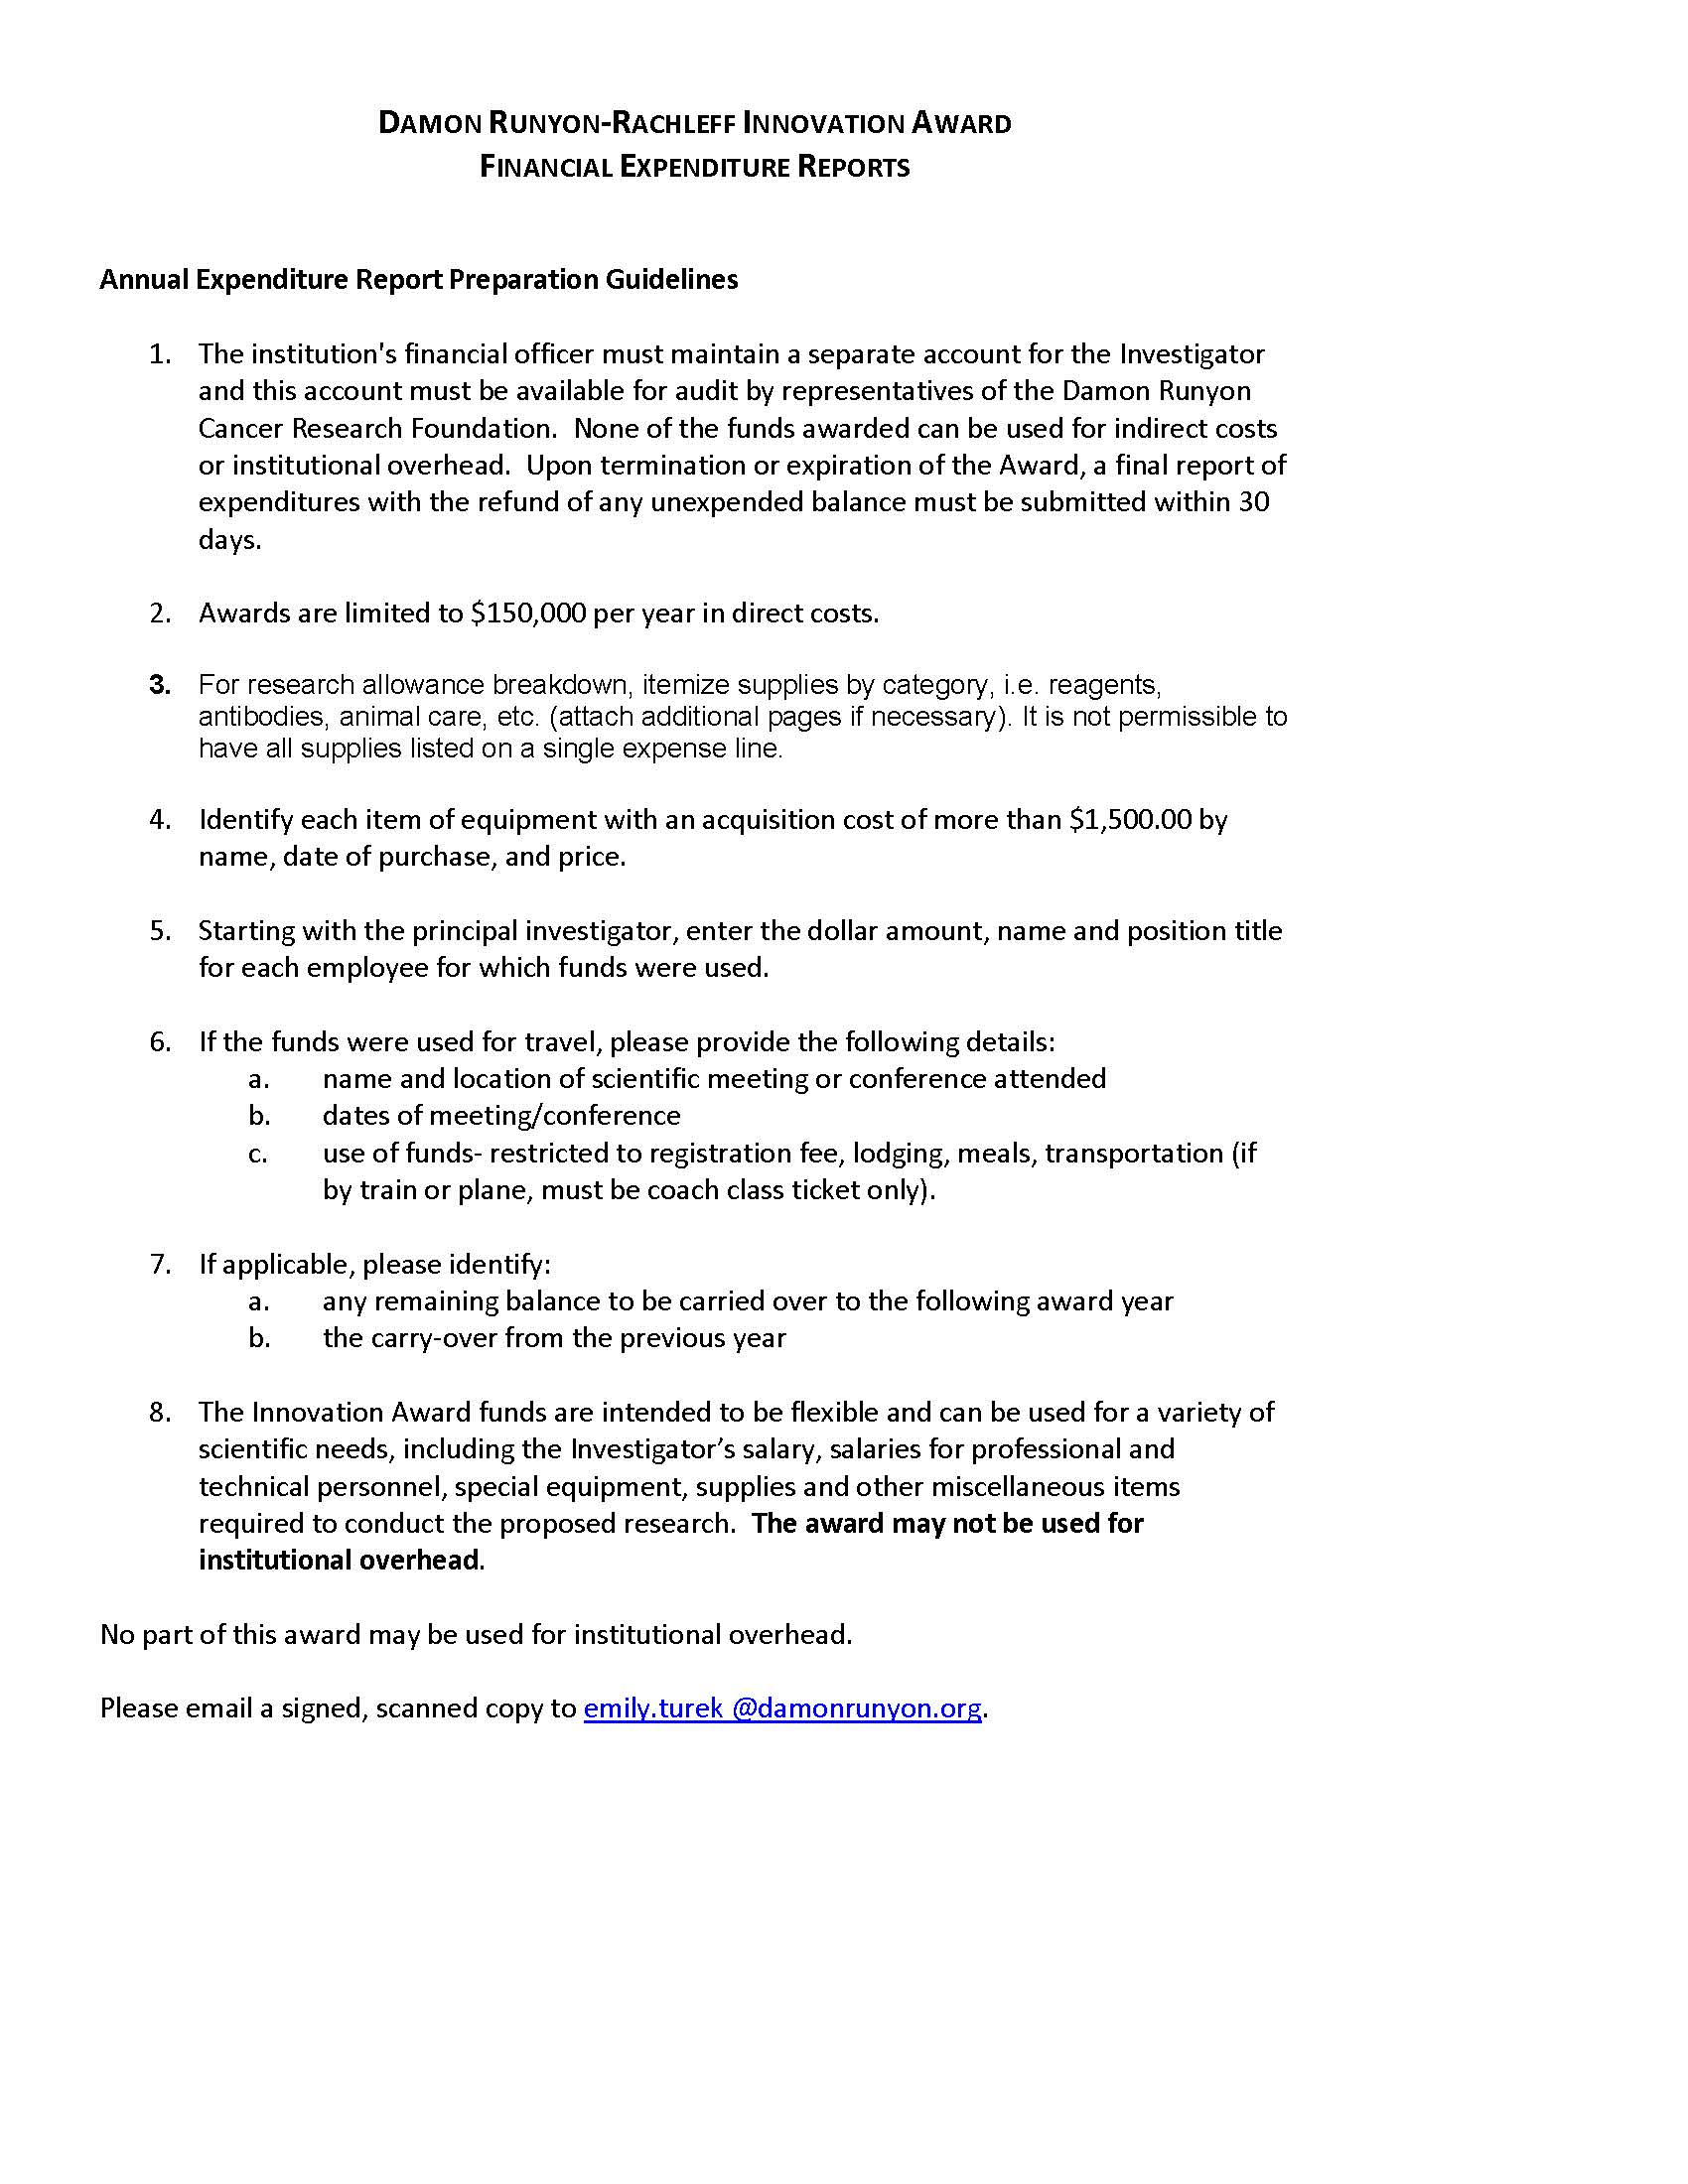 DAMON RUNYON-RACHLEFF INNOVATION AWARD
FINANCIAL EXPENDITURE REPORTS
Annual Expenditure Report Preparation Guidelines
1. The institution's financial officer must maintain a separate account for the Investigator
and this account must be available for audit by representatives of the Damon Runyon
Cancer Research Foundation.  None of the funds awarded can be used for indirect costs
or institutional overhead.  Upon termination or expiration of the Award, a final report of
expenditures with the refund of any unexpended balance must be submitted within 30
days.
2. Awards are limited to $150,000 per year in direct costs.
3. For research allowance breakdown, itemize supplies by category, i.e. reagents,
antibodies, animal care, etc. (attach additional pages if necessary). It is not permissible to
have all supplies listed on a single expense line.
4. Identify each item of equipment with an acquisition cost of more than $1,500.00 by
name, date of purchase, and price.
5. Starting with the principal investigator, enter the dollar amount, name and position title
for each employee for which funds were used.
6. If the funds were used for travel, please provide the following details:
a. name and location of scientific meeting or conference attended
b. dates of meeting/conference
c. use of funds- restricted to registration fee, lodging, meals, transportation (if
by train or plane, must be coach class ticket only).
7. If applicable, please identify:
a. any remaining balance to be carried over to the following award year
b. the carry-over from the previous year
8. The Innovation Award funds are intended to be flexible and can be used for a variety of
scientific needs, including the Investigator’s salary, salaries for professional and
technical personnel, special equipment, supplies and other miscellaneous items
required to conduct the proposed research.  The award may not be used for
institutional overhead.
No part of this award may be used for institutional overhead.
Please email a signed, scanned copy to emily.turek @damonrunyon.org.